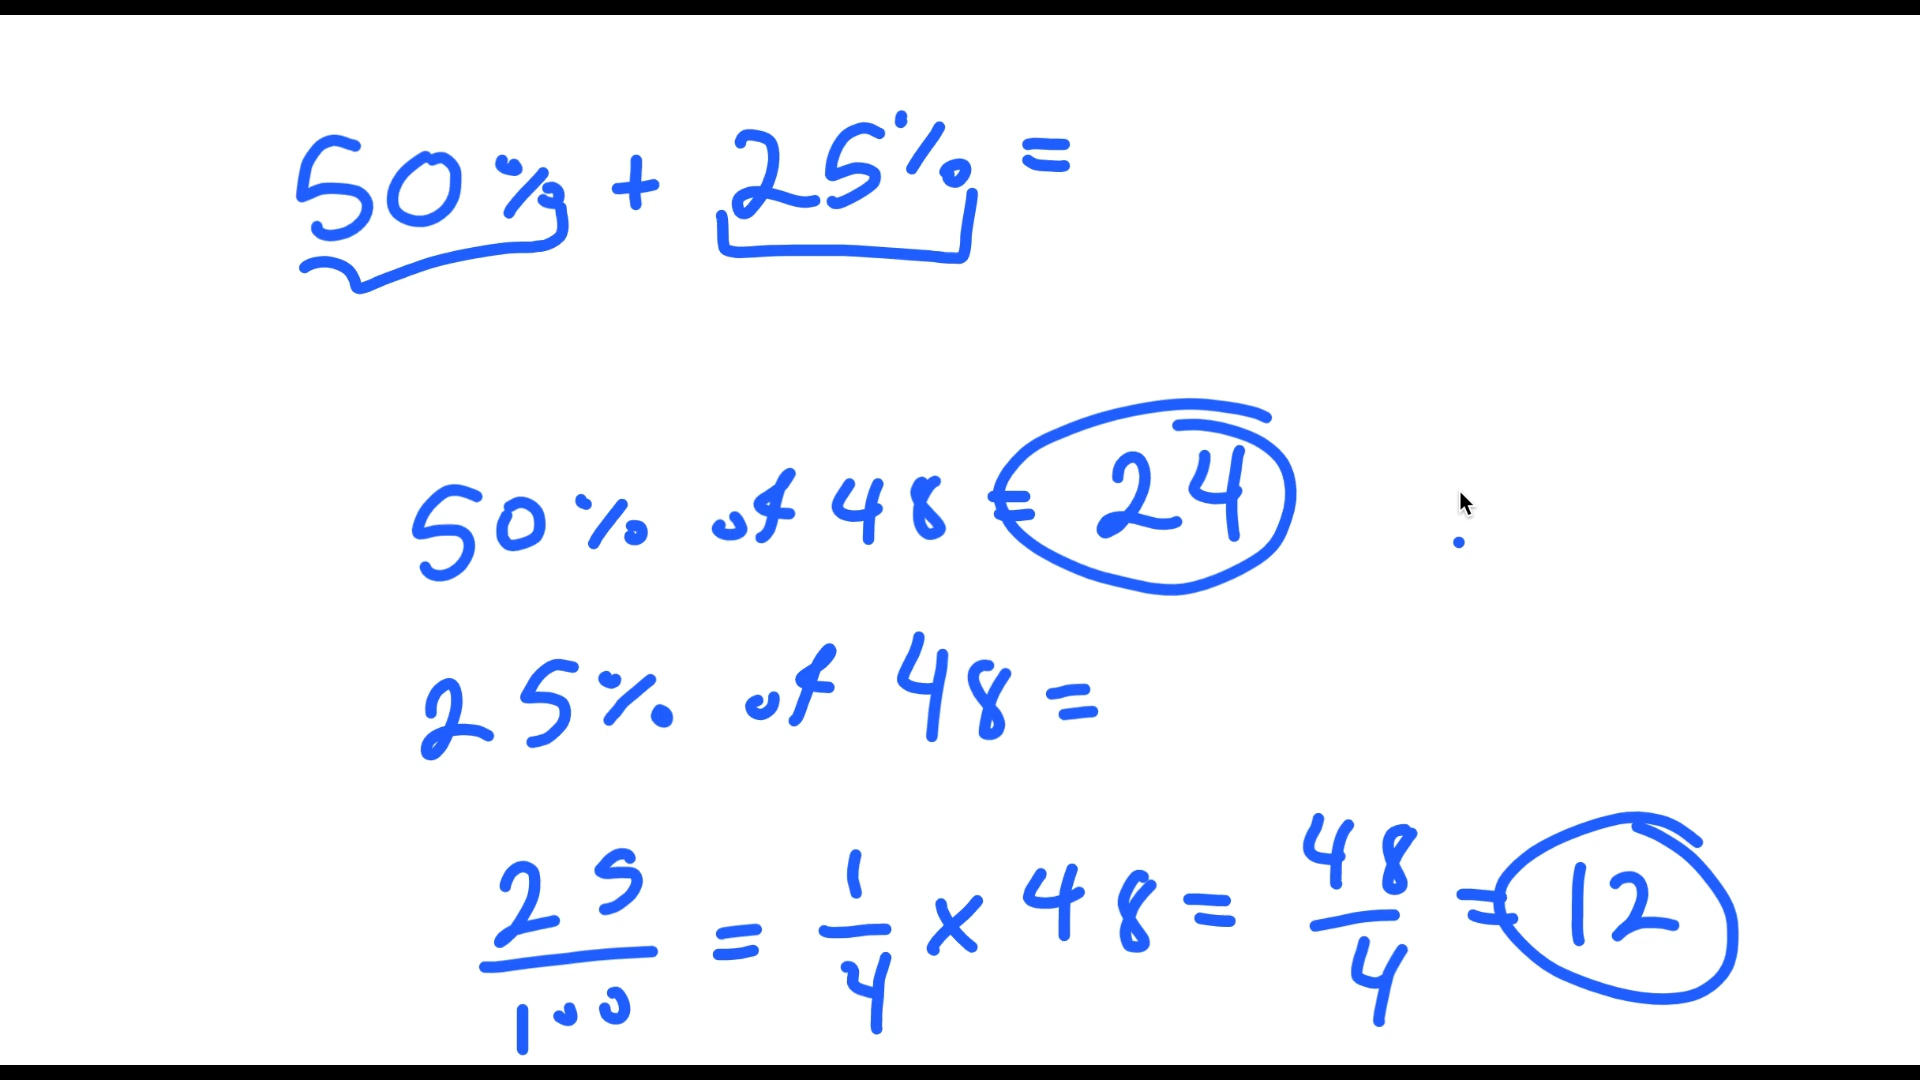 50% + 25% =
50% of 48 = 24
25% of 48 =
25/100 = 1/4 x 48 = 48/4 = 12